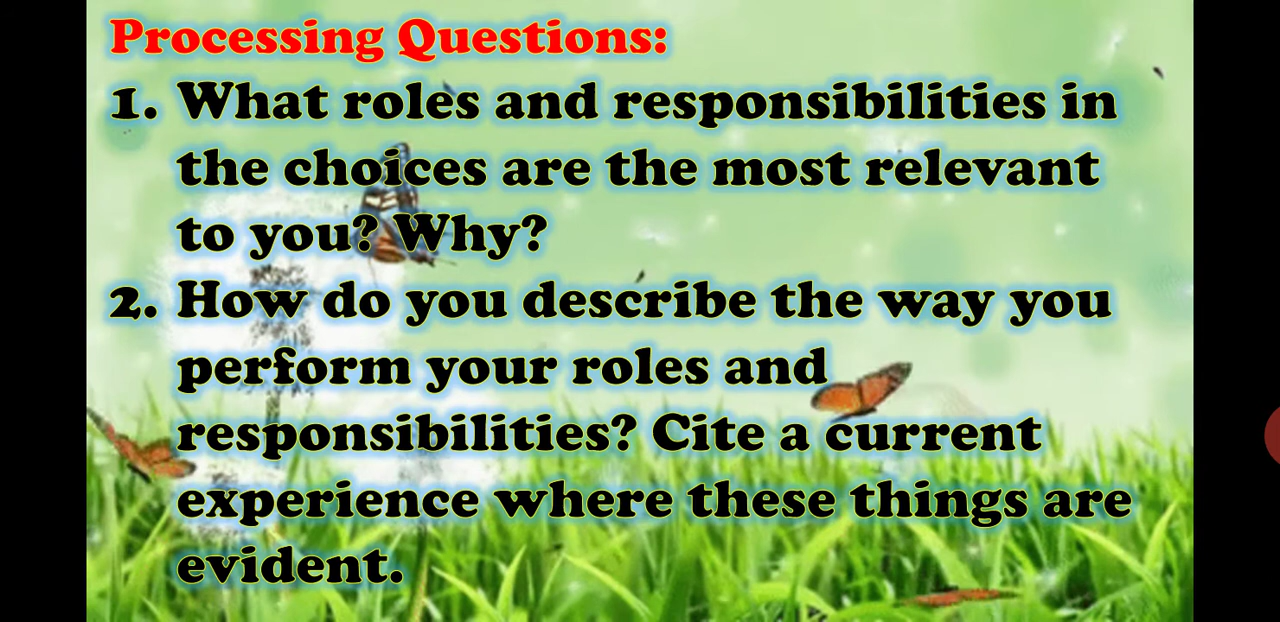 Processing Questions:
1. What roles and responsibilities in
the choices are the most relevant
to you? Why?
2. How do you describe the way you
perform your roles and
responsibilities? Cite a current
experience where these things are
evident.